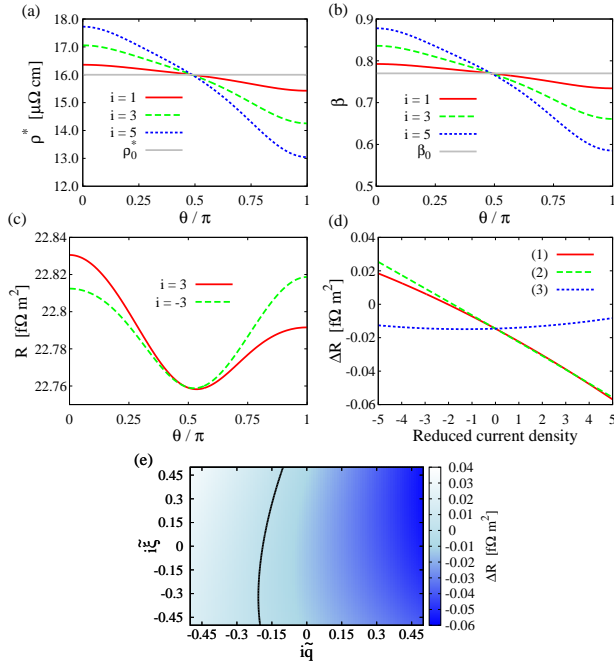 (a)
18.0
17.0
16.0
15.0
14.0
13.0
12.0
ρ* [μΩ cm]
i = 1
i = 3
i = 5
ρ*0
0 0.25 0.5 0.75 1
θ / π
(b)
0.9
0.8
0.7
0.6
0.5
β
i = 1
i = 3
i = 5
β0
0 0.25 0.5 0.75 1
θ / π
(c)
22.84
22.82
22.8
22.78
22.76
R [fΩ m2]
i = 3
i = -3
0 0.25 0.5 0.75 1
θ / π
(d)
0.04
0.02
0
-0.02
-0.04
-0.06
ΔR [fΩ m2]
(1)
(2)
(3)
-5 -4 -3 -2 -1 0 1 2 3 4 5
Reduced current density
(e)
0.45
0.3
0.15
0
-0.15
-0.3
-0.45
iξ̃
-0.45 -0.3 -0.15 0 0.15 0.3 0.45
iq̃
0.04
0.03
0.02
0.01
0
-0.01
-0.02
-0.03
-0.04
-0.05
-0.06
ΔR [fΩ m2]